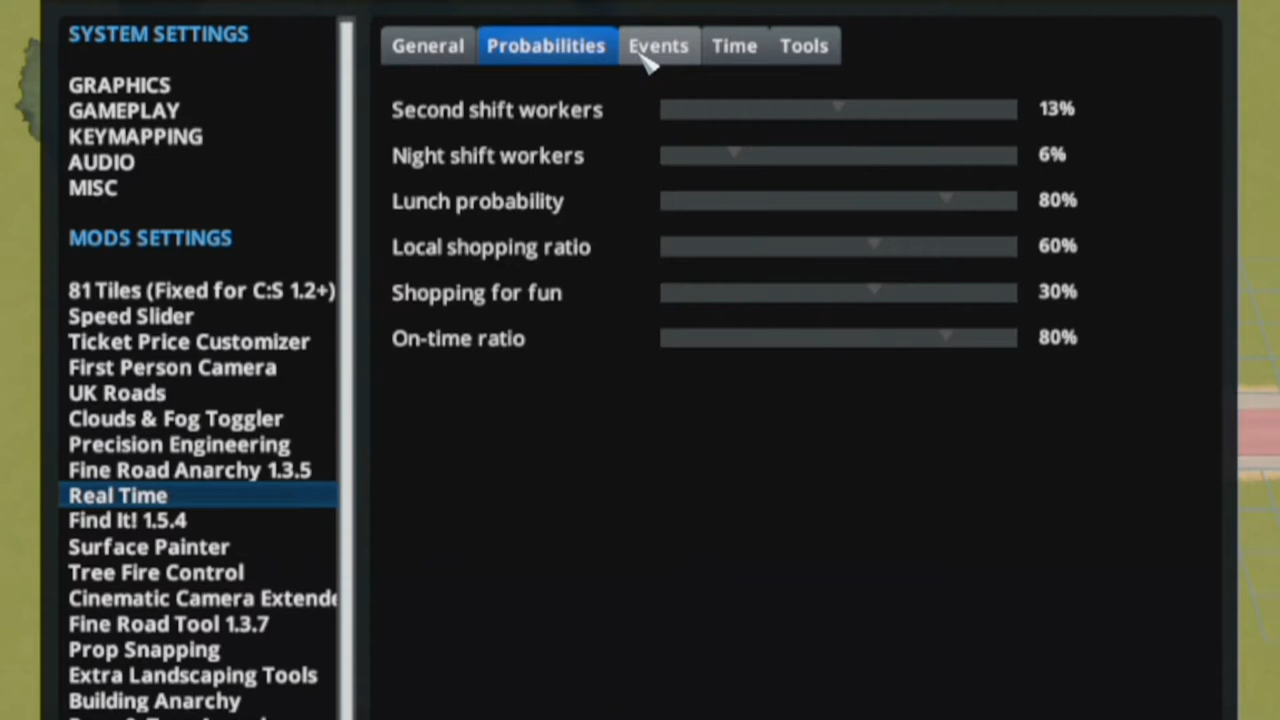 SYSTEM SETTINGS
GRAPHICS
GAMEPLAY
KEYMAPPING
AUDIO
MISC
MODS SETTINGS
81 Tiles (Fixed for C:S 1.2+)
Speed Slider
Ticket Price Customizer
First Person Camera
UK Roads
Clouds & Fog Toggler
Precision Engineering
Fine Road Anarchy 1.3.5
Real Time
Find It! 1.5.4
Surface Painter
Tree Fire Control
Cinematic Camera Extende
Fine Road Tool 1.3.7
Prop Snapping
Extra Landscaping Tools
Building Anarchy
General Probabilities Events Time Tools
Second shift workers 13%
Night shift workers 6%
Lunch probability 80%
Local shopping ratio 60%
Shopping for fun 30%
On-time ratio 80%